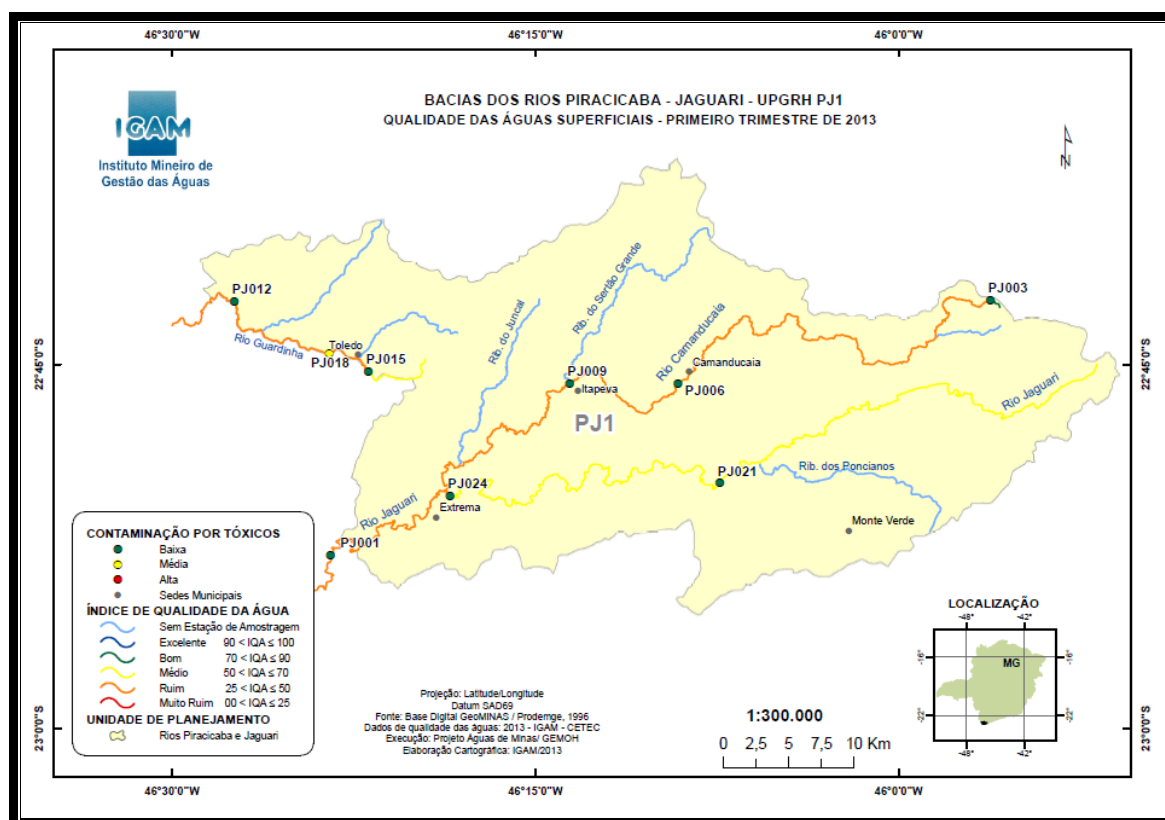 46°30'0"W
46°15'0"W
46°0'0"W
IGAM
Instituto Mineiro de
Gestão das Águas
BACIAS DOS RIOS PIRACICABA - JAGUARI - UPGRH PJ1
QUALIDADE DAS ÁGUAS SUPERFICIAIS - PRIMEIRO TRIMESTRE DE 2013
N
22°45'0"S
22°45'0"S
PJ012
Rio Guardinha
Toledo
PJ018
PJ015
Rib. do Juncal
Rib. do Sertão Grande
PJ009
Itapeva
Rio Camanducaia
Camanducaia
PJ006
PJ003
Rio Jaguari
PJ1
PJ021
Rib. dos Poncianos
Monte Verde
PJ024
Extrema
Rio Jaguari
PJ001
CONTAMINAÇÃO POR TÓXICOS
Baixa
Média
Alta
Sedes Municipais
ÍNDICE DE QUALIDADE DA ÁGUA
Sem Estação de Amostragem
Excelente 90 < IQA ≤ 100
Bom 70 < IQA ≤ 90
Médio 50 < IQA ≤ 70
Ruim 25 < IQA ≤ 50
Muito Ruim 00 < IQA ≤ 25
UNIDADE DE PLANEJAMENTO
Rios Piracicaba e Jaguari
Projeção: Latitude/Longitude
Datum SAD69
Fonte: Base Digital GeoMINAS / Prodemge, 1996
Dados de qualidade das águas: 2013 - IGAM - CETEC
Execução: Projeto Águas de Minas/ GEMOH
Elaboração Cartográfica: IGAM/2013
1:300.000
0 2,5 5 7,5 10 Km
LOCALIZAÇÃO
-48° -42°
-16° -16°
MG
-22° -22°
-48° -42°
23°0'0"S
23°0'0"S
46°30'0"W
46°15'0"W
46°0'0"W